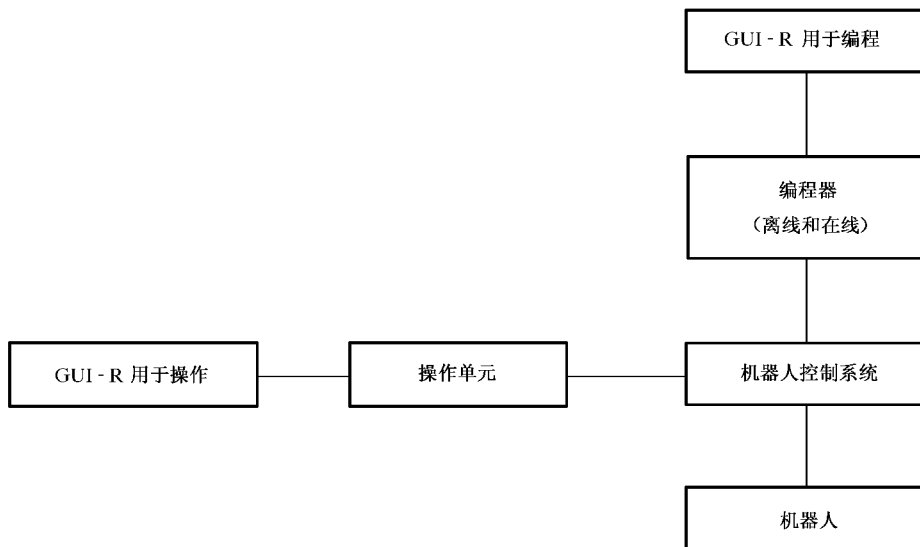 GUI - R 用于编程
编程器
（离线和在线）
GUI - R 用于操作
操作单元
机器人控制系统
机器人